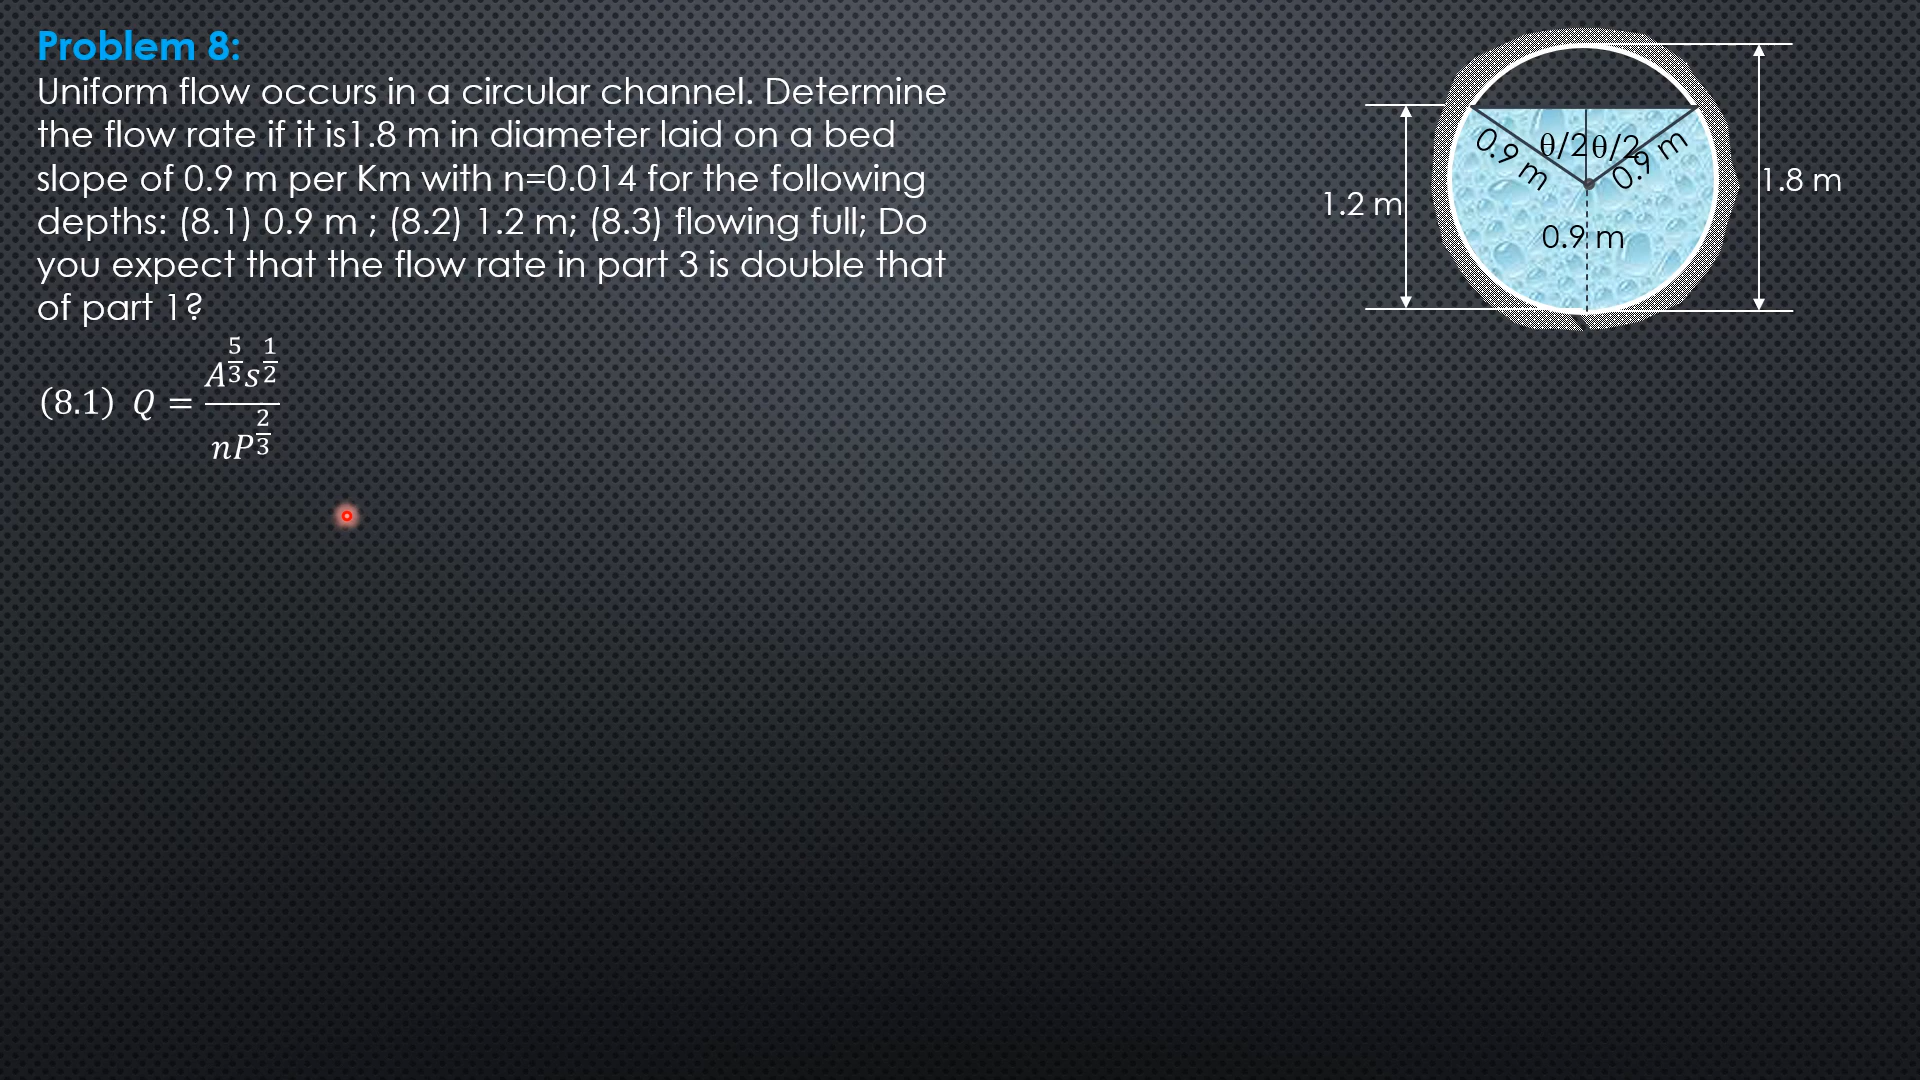 Problem 8:
Uniform flow occurs in a circular channel. Determine
the flow rate if it is1.8 m in diameter laid on a bed
slope of 0.9 m per Km with n=0.014 for the following
depths: (8.1) 0.9 m ; (8.2) 1.2 m; (8.3) flowing full; Do
you expect that the flow rate in part 3 is double that
of part 1?
(8.1) Q = \frac{A^{\frac{5}{3}}s^{\frac{1}{2}}}{nP^{\frac{2}{3}}}
0.9 m
θ/2
θ/2
0.9 m
1.2 m
1.8 m
0.9 m